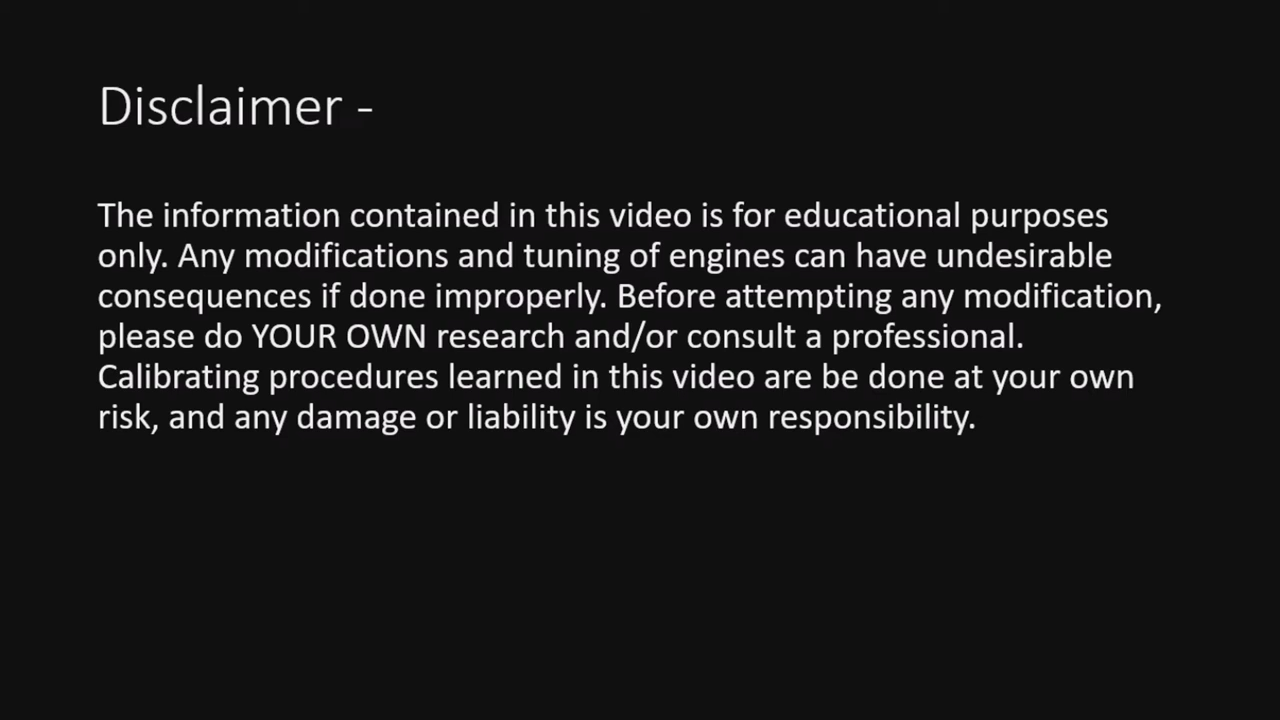 Disclaimer -
The information contained in this video is for educational purposes
only. Any modifications and tuning of engines can have undesirable
consequences if done improperly. Before attempting any modification,
please do YOUR OWN research and/or consult a professional.
Calibrating procedures learned in this video are be done at your own
risk, and any damage or liability is your own responsibility.